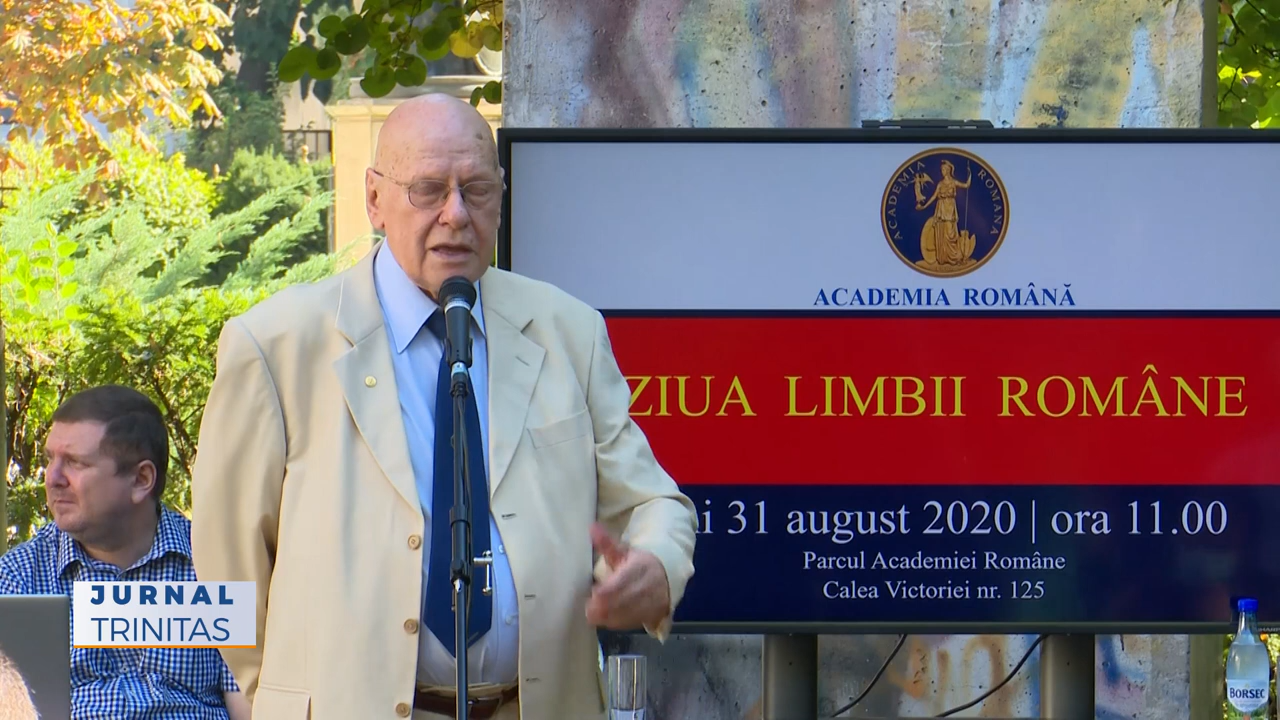 ACADEMIA ROMANA
ACADEMIA ROMÂNĂ
ZIUA LIMBII ROMÂNE
31 august 2020 | ora 11.00
Parcul Academiei Române
Calea Victoriei nr. 125
JURNAL
TRINITAS
BORSEC